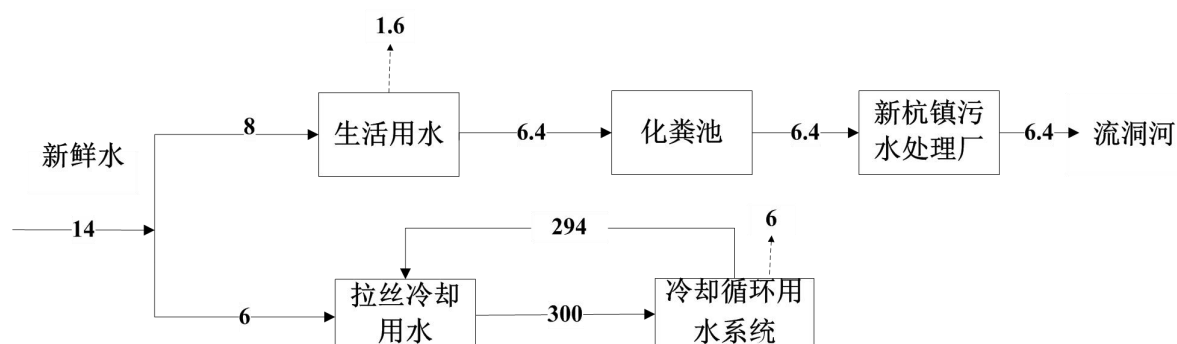 1.6
8
生活用水
6.4
化粪池
6.4
新杭镇污
水处理厂
6.4
流洞河
新鲜水
14
294
6
6
拉丝冷却
用水
300
冷却循环用
水系统